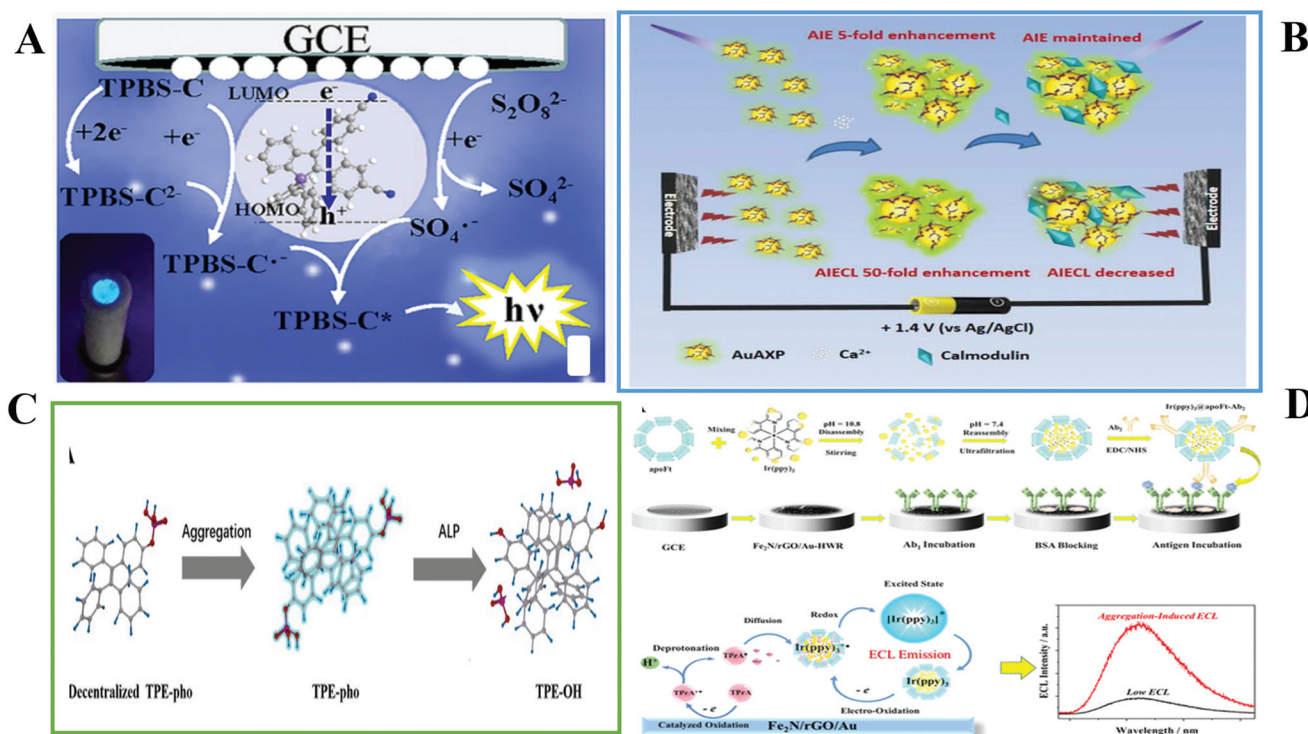 A
GCE
TPBS-C
LUMO
e⁻
S₂O₈²⁻
+2e⁻
+e⁻
+e⁻
TPBS-C²⁻
HOMO
h⁺
SO₄²⁻
SO₄·⁻
TPBS-C·⁻
TPBS-C*
hν
B
AIE 5-fold enhancement
AIE maintained
Electrode
Electrode
AIECL 50-fold enhancement
AIECL decreased
+ 1.4 V (vs Ag/AgCl)
AuAXP
Ca²⁺
Calmodulin
C
Aggregation
ALP
Decentralized TPE-pho
TPE-pho
TPE-OH
D
Ir(ppy)₃@apoFt-Ab₂
Mixing
pH = 10.8
Disassembly
pH = 7.4
Reassembly
Ab₂
Stirring
Ultrafiltration
EDC/NHS
apoFt
Ir(ppy)₃
GCE
Fe₂N/rGO/Au-HWR
Ab₁ Incubation
BSA Blocking
Antigen Incubation
Excited State
Redox
[Ir(ppy)₃]*
Diffusion
Ir(ppy)₃⁺•
ECL Emission
Deprotonation
H⁺
TPrA•
TPrA⁺•
TPrA
- e
Ir(ppy)₃
- e
Electro-Oxidation
Catalyzed Oxidation
Fe₂N/rGO/Au
ECL Intensity / a.u.
Aggregation-Induced ECL
Low ECL
Wavelength / nm